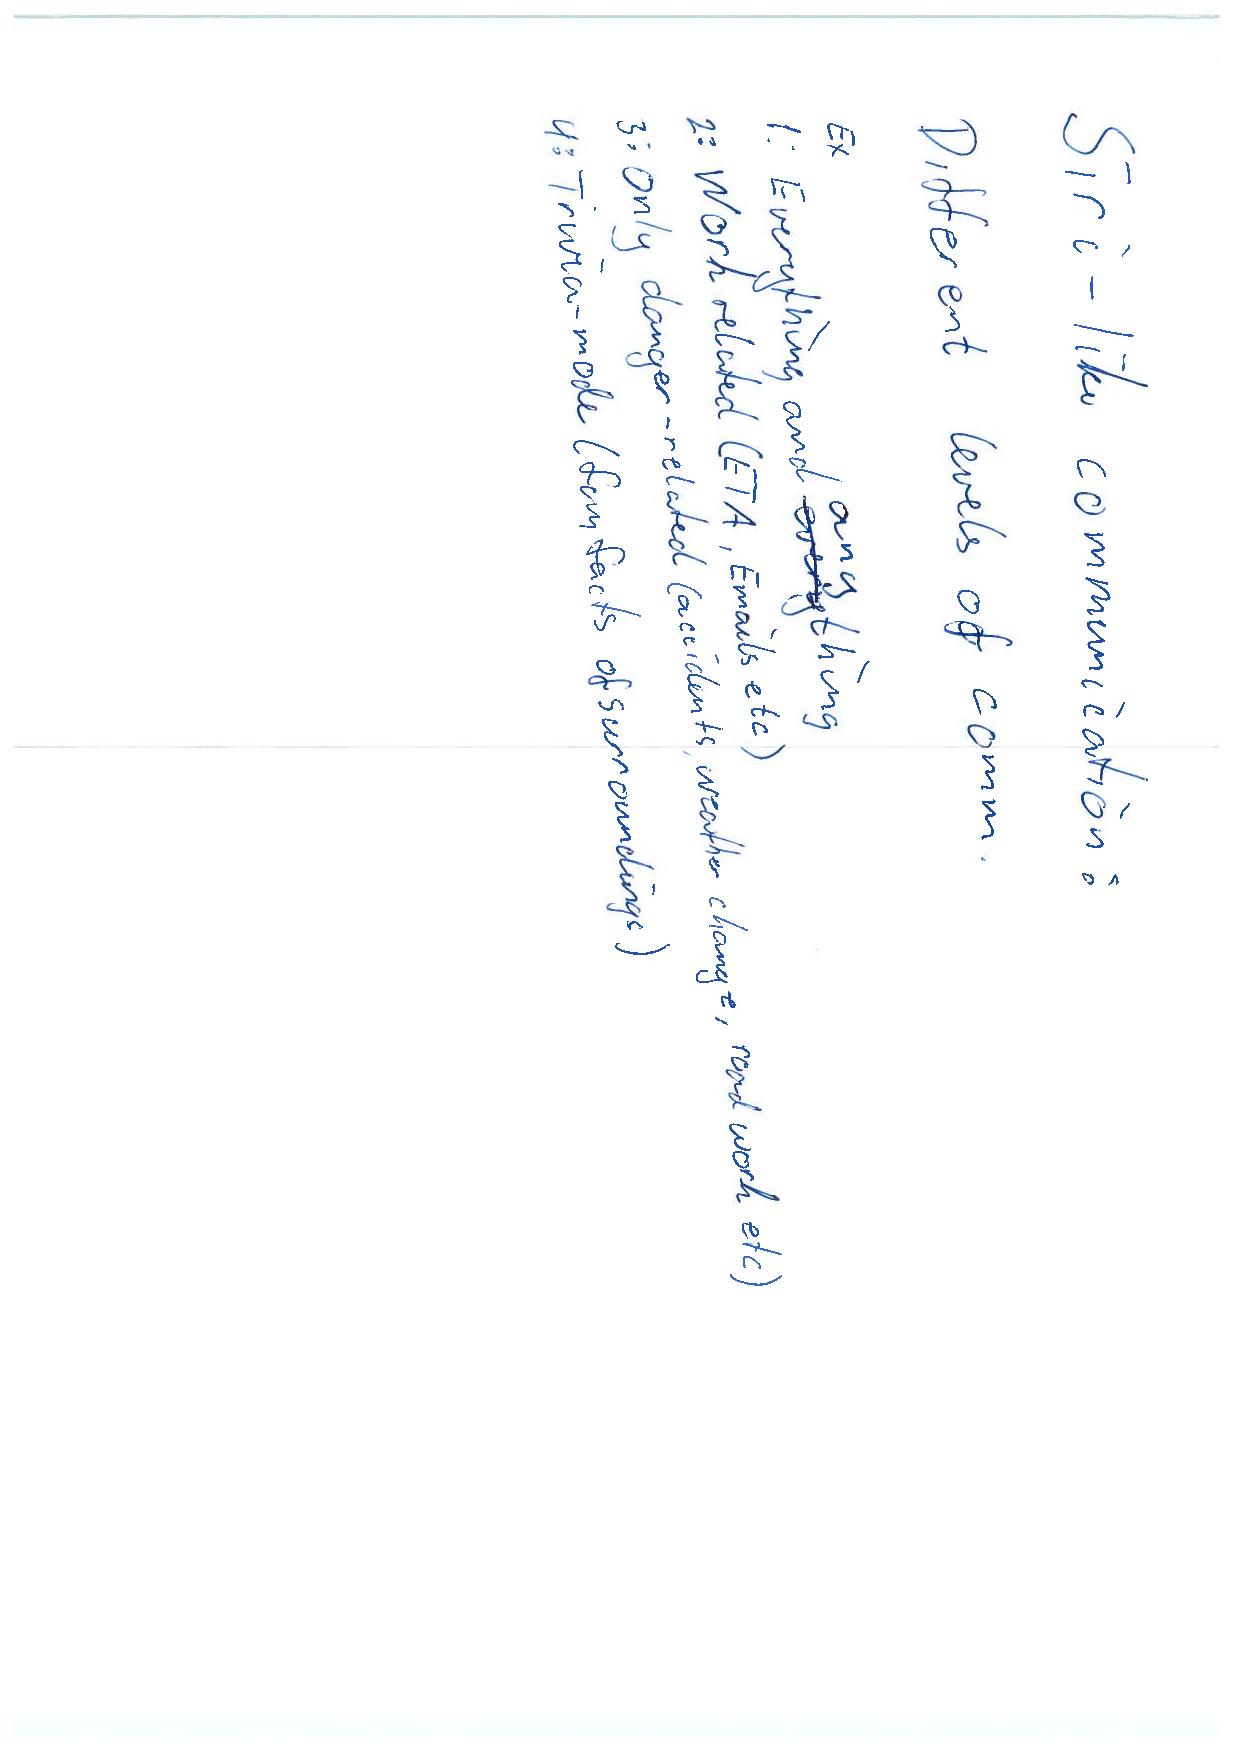 Siri-like communication:
Different levels of comm.
Ex
1: Everything and anything
2: Work related (ETA, Emails etc)
3: Only danger-related (accidents, weather change, road work etc)
4: Trivia-mode (fun facts of surroundings)